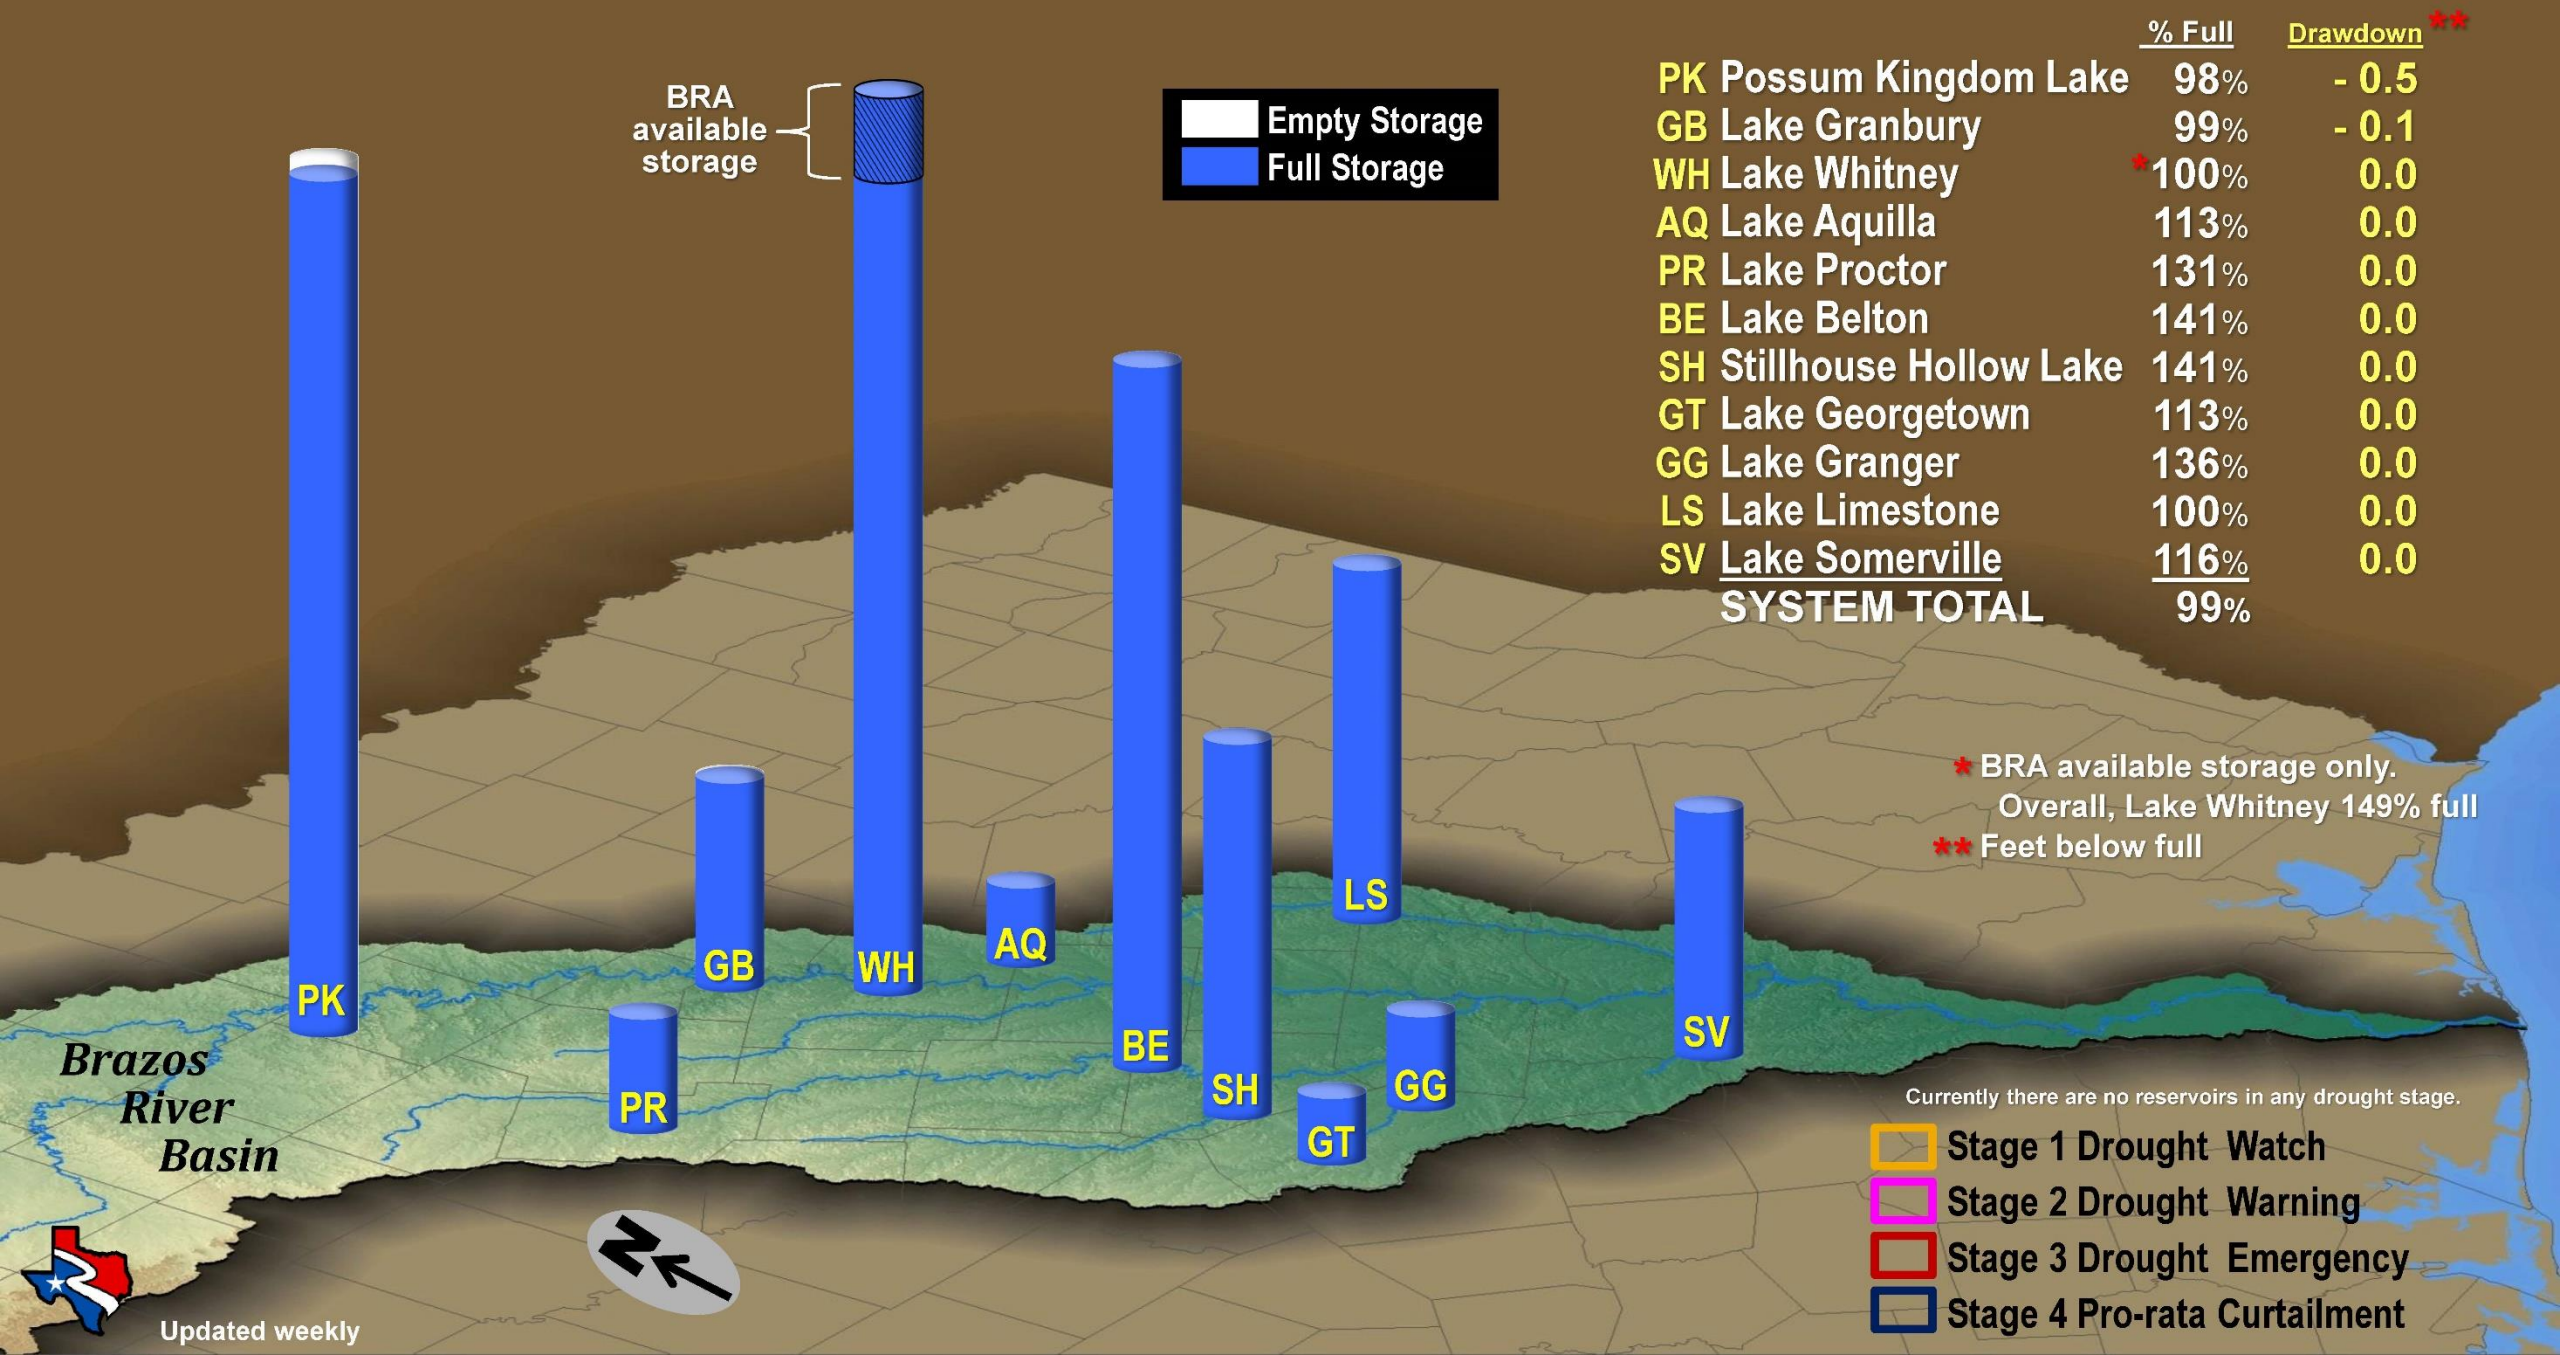 % Full Drawdown **
PK Possum Kingdom Lake 98% - 0.5
GB Lake Granbury 99% - 0.1
WH Lake Whitney *100% 0.0
AQ Lake Aquilla 113% 0.0
PR Lake Proctor 131% 0.0
BE Lake Belton 141% 0.0
SH Stillhouse Hollow Lake 141% 0.0
GT Lake Georgetown 113% 0.0
GG Lake Granger 136% 0.0
LS Lake Limestone 100% 0.0
SV Lake Somerville 116% 0.0
SYSTEM TOTAL 99%
BRA
available
storage
Empty Storage
Full Storage
PK
GB
WH
AQ
LS
PR
BE
SH
GT
GG
SV
* BRA available storage only.
Overall, Lake Whitney 149% full
** Feet below full
Brazos
River
Basin
Currently there are no reservoirs in any drought stage.
Stage 1 Drought Watch
Stage 2 Drought Warning
Stage 3 Drought Emergency
Stage 4 Pro-rata Curtailment
N
Updated weekly